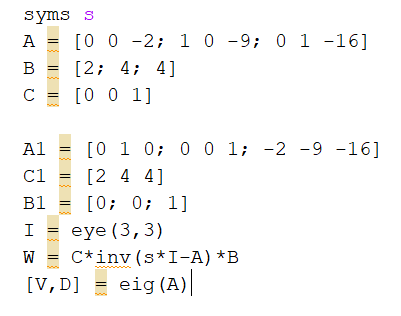 syms s
A = [0 0 -2; 1 0 -9; 0 1 -16]
B = [2; 4; 4]
C = [0 0 1]
A1 = [0 1 0; 0 0 1; -2 -9 -16]
C1 = [2 4 4]
B1 = [0; 0; 1]
I = eye(3,3)
W = C*inv(s*I-A)*B
[V,D] = eig(A)